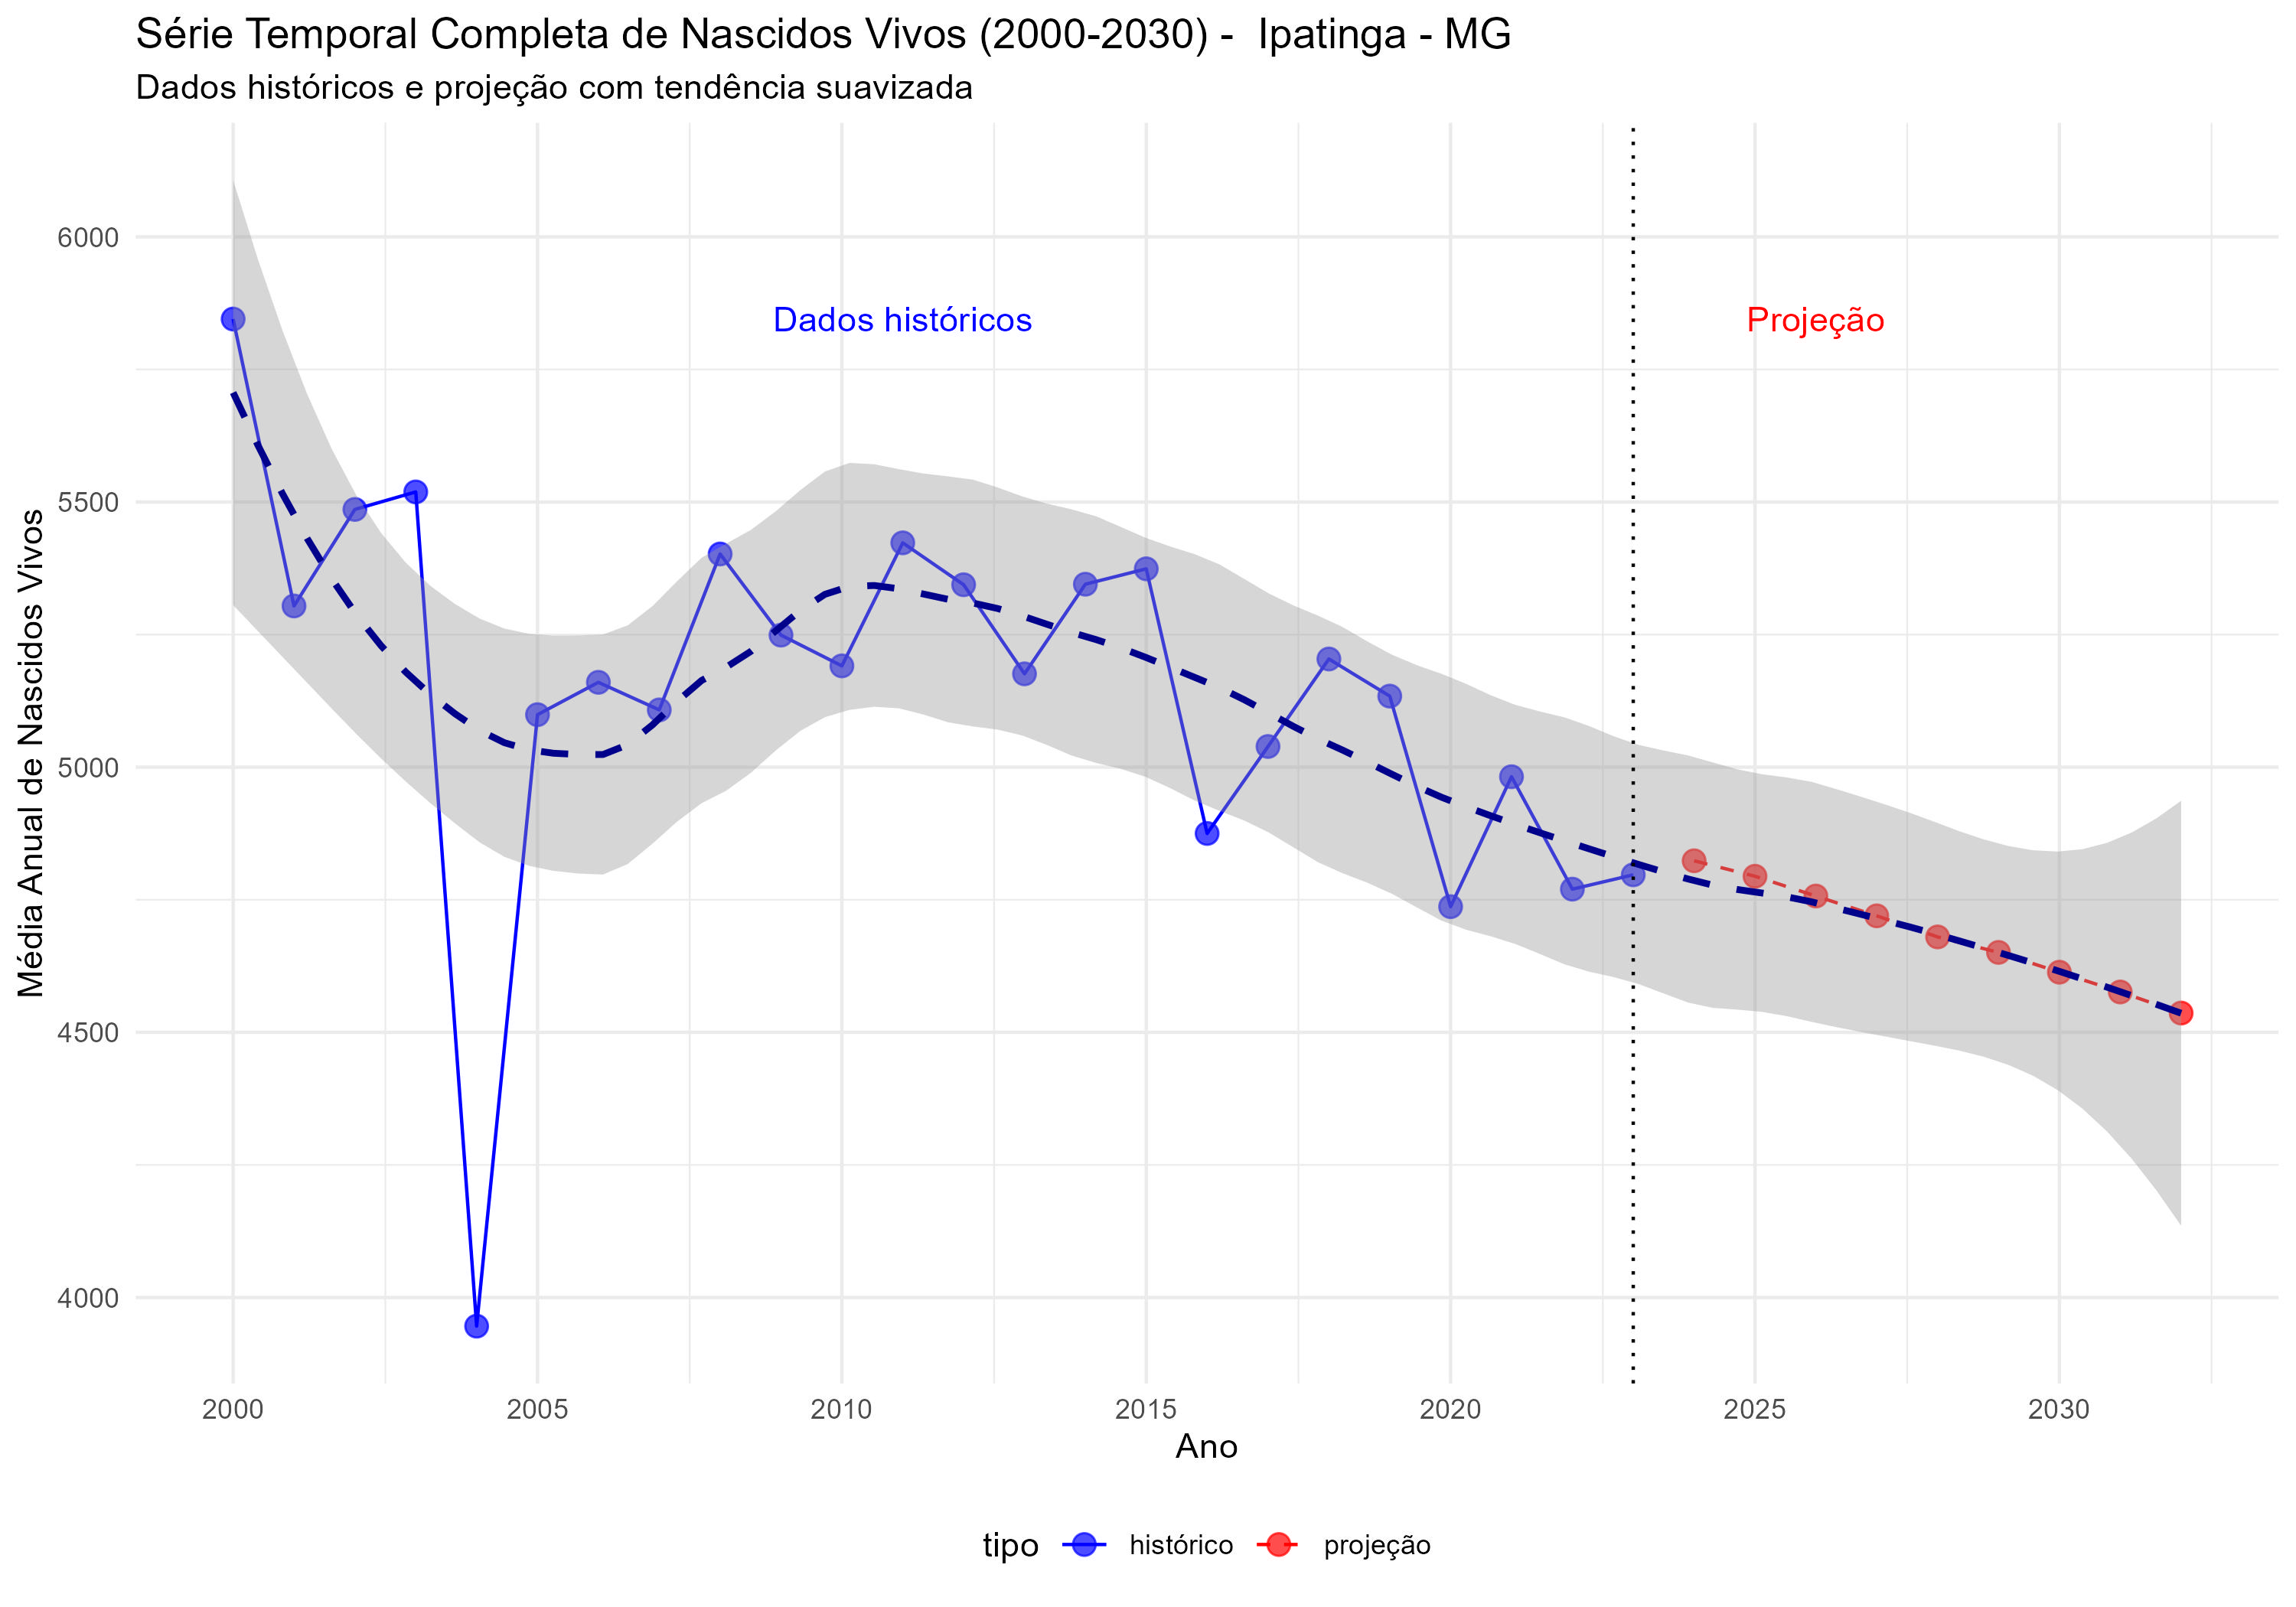 Série Temporal Completa de Nascidos Vivos (2000-2030) -  Ipatinga - MG
Dados históricos e projeção com tendência suavizada
Média Anual de Nascidos Vivos
6000
5500
5000
4500
4000
Dados históricos
Projeção
2000
2005
2010
2015
2020
2025
2030
Ano
tipo
histórico
projeção